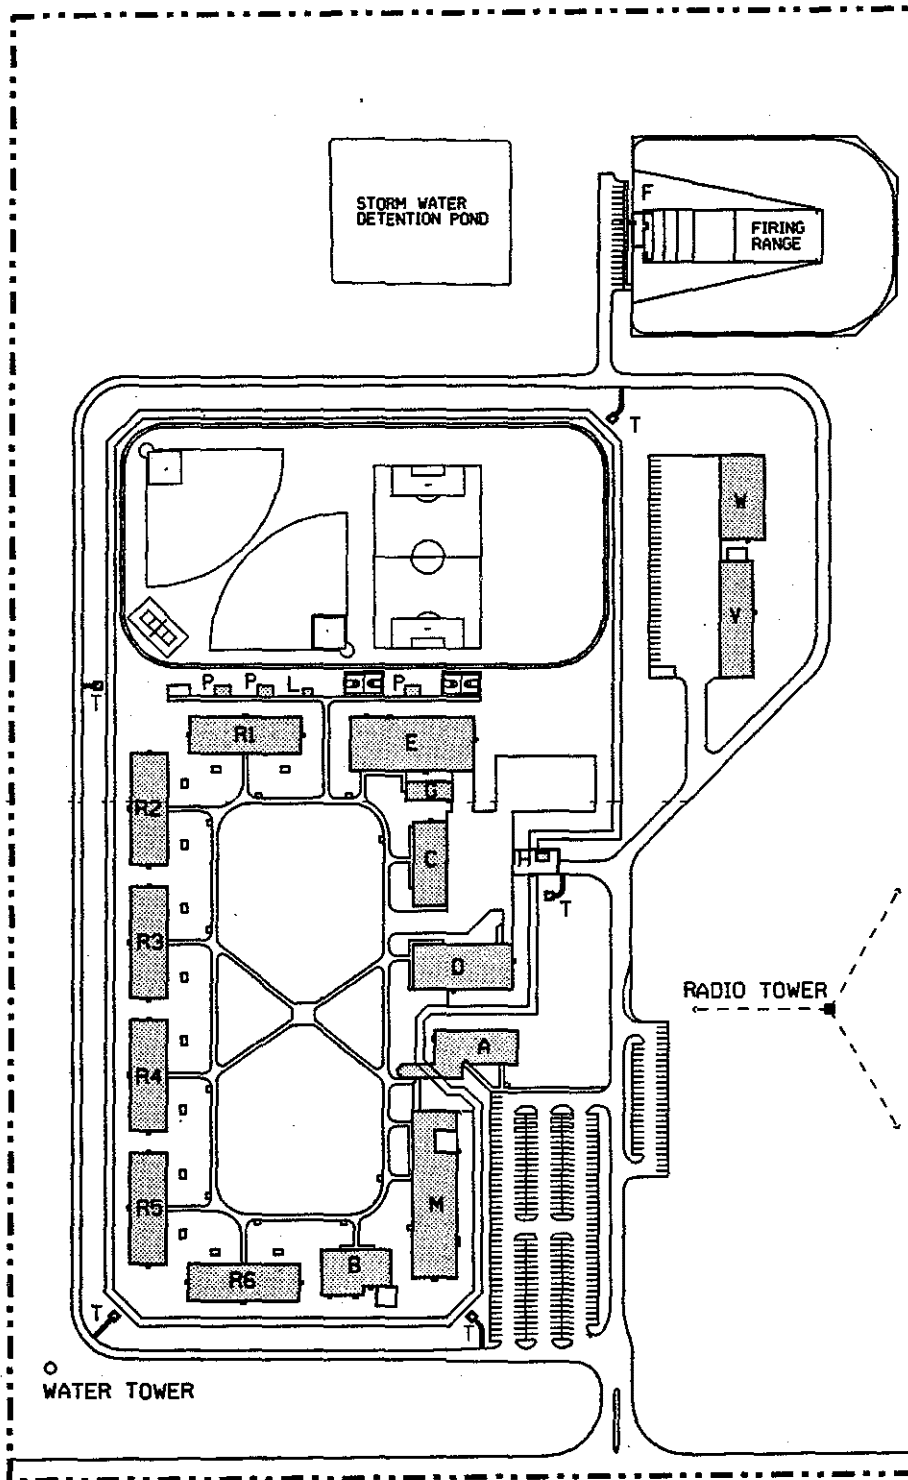 STORM WATER
DETENTION POND
F
FIRING
RANGE
T
W
V
P
P
L
P
T
R1
E
R2
G
C
H
T
R3
D
RADIO TOWER
A
R4
M
R5
B
R6
T
T
WATER TOWER